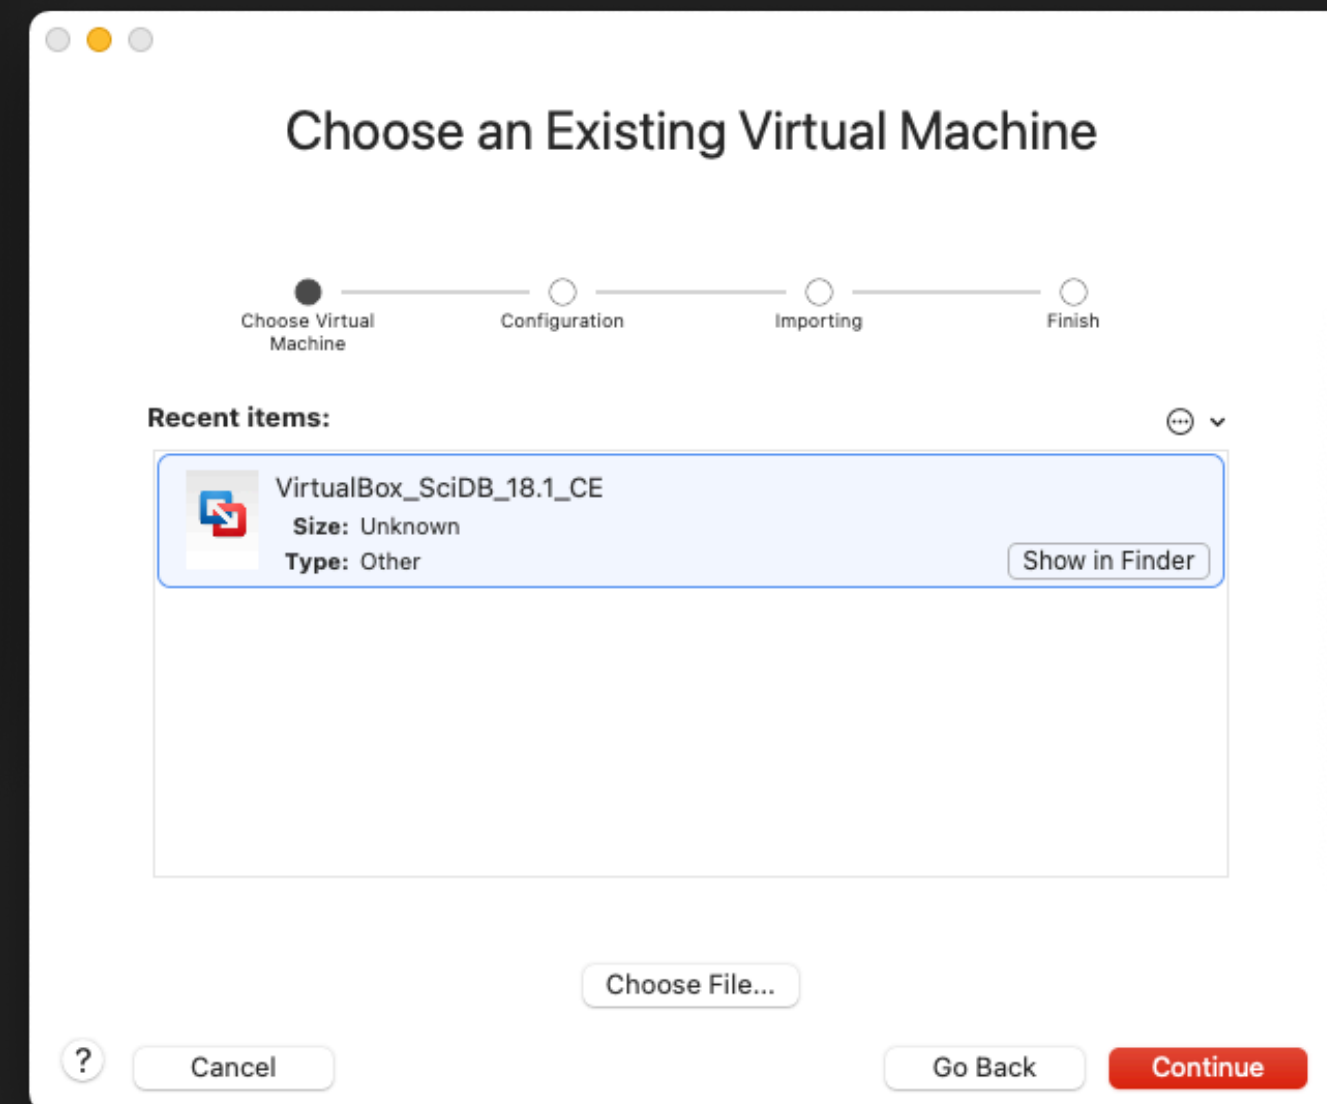 Choose an Existing Virtual Machine
Choose Virtual
Machine
Configuration
Importing
Finish
Recent items:
VirtualBox_SciDB_18.1_CE
Size: Unknown
Type: Other
Show in Finder
Choose File...
?
Cancel
Go Back
Continue